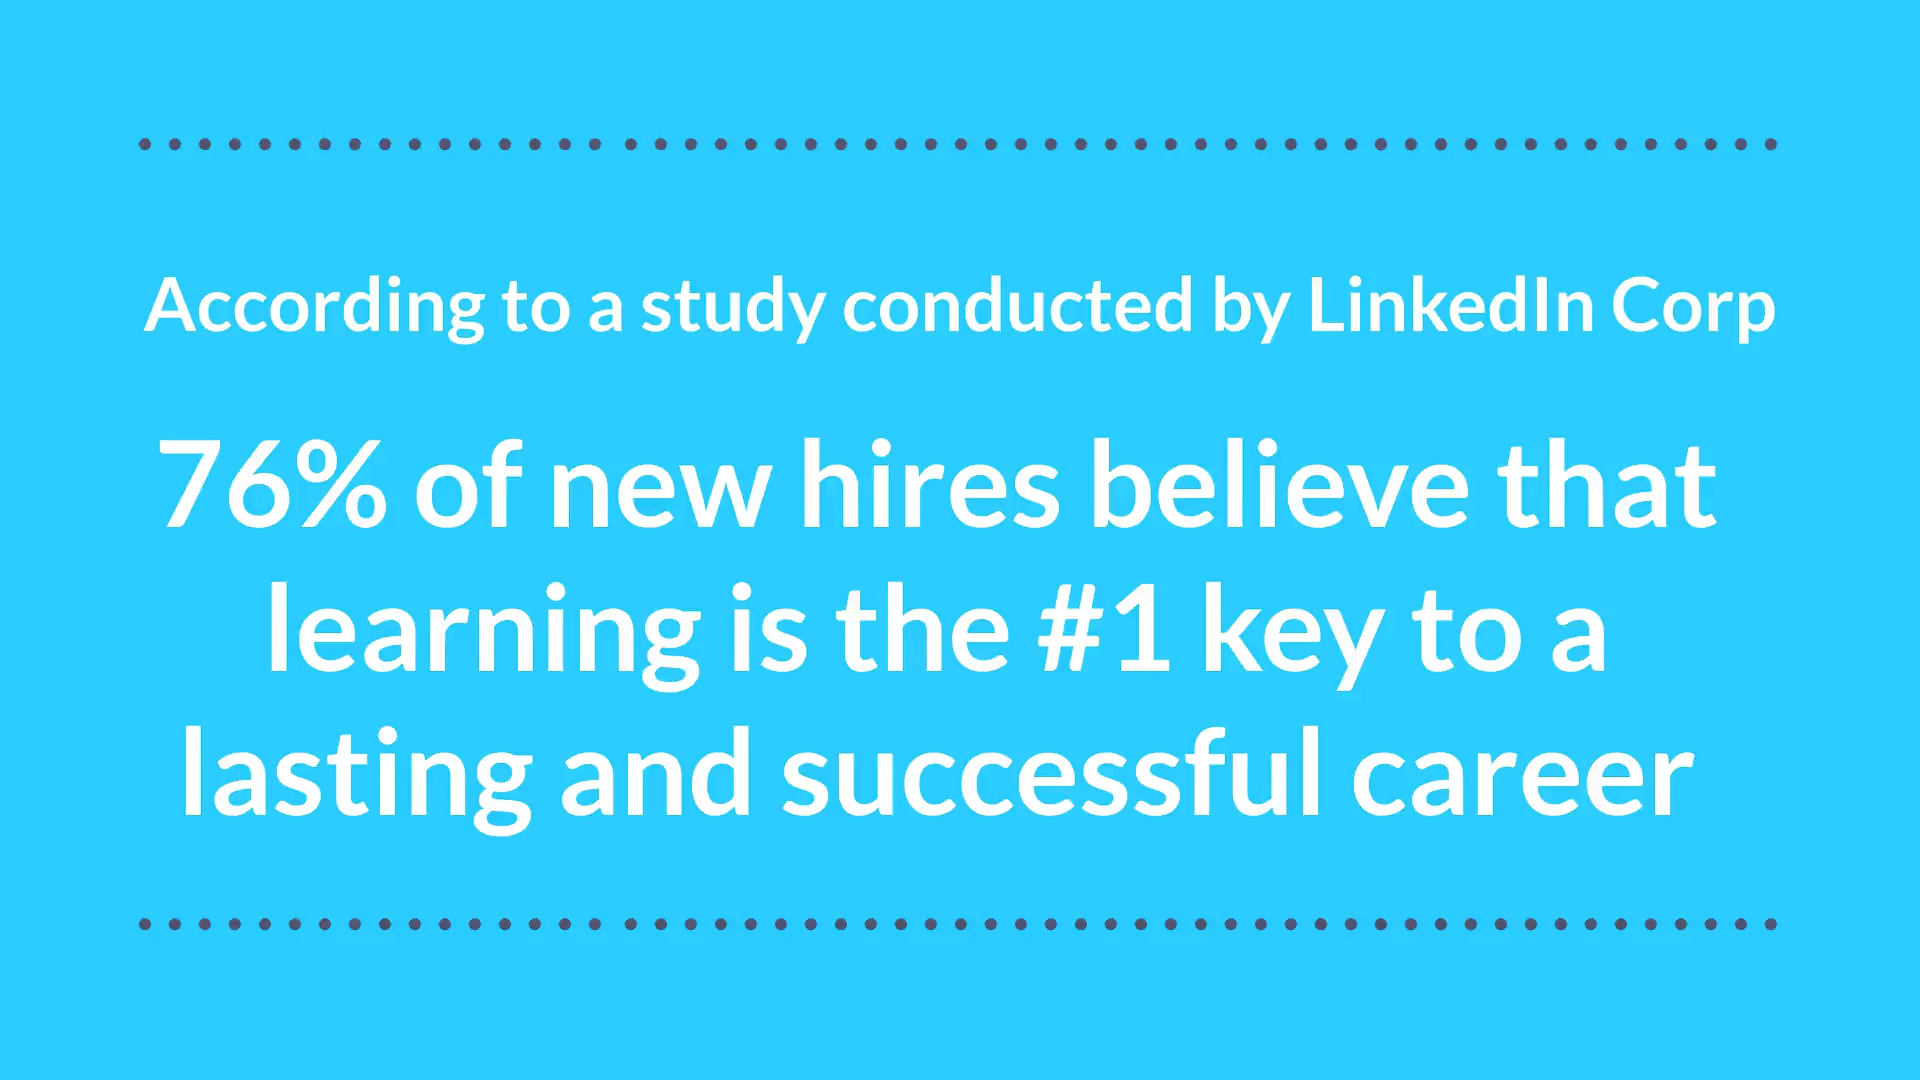 According to a study conducted by LinkedIn Corp
76% of new hires believe that
learning is the #1 key to a
lasting and successful career